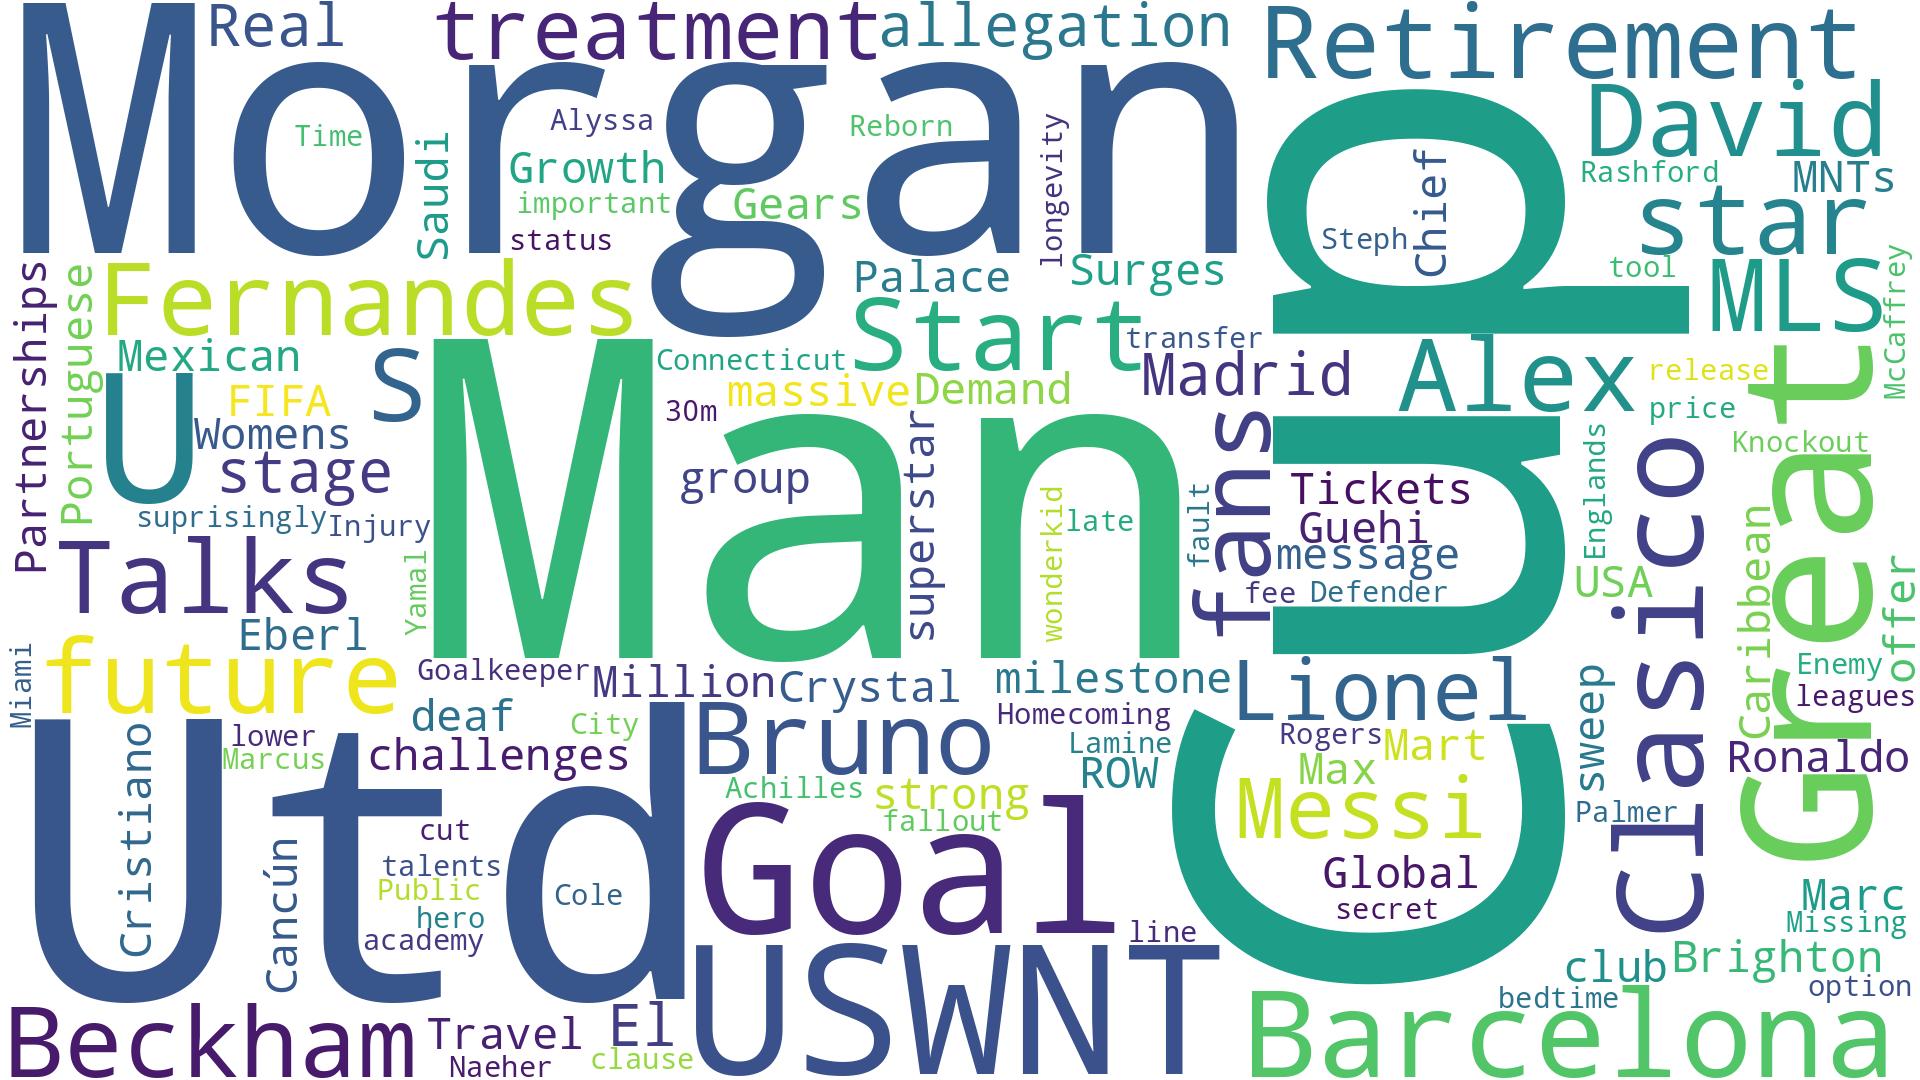 Real
treatment
allegation
Retirement
Morgan
Time
Alyssa
Reborn
longevity
Saudi
Growth
important
Gears
status
David
Rashford
MNTs
star
Steph
Chief
tool
MLS
McCaffrey
Cup
Partnerships
Portuguese
Fernandes
Palace
Surges
Start
transfer
Madrid
Alex
release
price
Mexican
U
S
FIFA
Womens
stage
suprisingly
Injury
Connecticut
massive
Demand
30m
Man
group
superstar
wonderkid
late
fault
fans
Tickets
Guehi
message
fee
Defender
Englands
USA
Clasico
Knockout
Great
Caribbean
offer
Talks
Yamal
Eberl
future
Miami
Goalkeeper
Million
Crystal
milestone
Lionel
Homecoming
Enemy
leagues
deaf
City
Bruno
lower
Marcus
challenges
Lamine
ROW
Rogers
Mart
Max
Messi
sweep
Ronaldo
Palmer
Utd
Cristiano
Cancún
cut
talents
Public
hero
academy
Cole
Achilles
strong
fallout
Goal
Global
secret
line
Marc
Missing
Brighton
club
option
bedtime
USWNT
Barcelona
Beckham
Travel
El
Naeher
clause